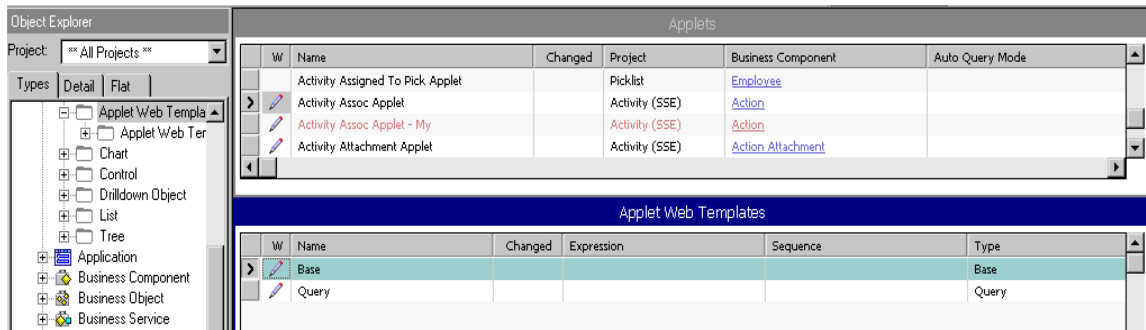 Object Explorer
Project: ** All Projects **
Types Detail Flat
Applet Web Templa
Applet Web Ter
Chart
Control
Drilldown Object
List
Tree
Application
Business Component
Business Object
Business Service
Applets
W Name Changed Project Business Component Auto Query Mode
Activity Assigned To Pick Applet Picklist Employee
Activity Assoc Applet Activity (SSE) Action
Activity Assoc Applet - My Activity (SSE) Action
Activity Attachment Applet Activity (SSE) Action Attachment
Applet Web Templates
W Name Changed Expression Sequence Type
Base Base
Query Query